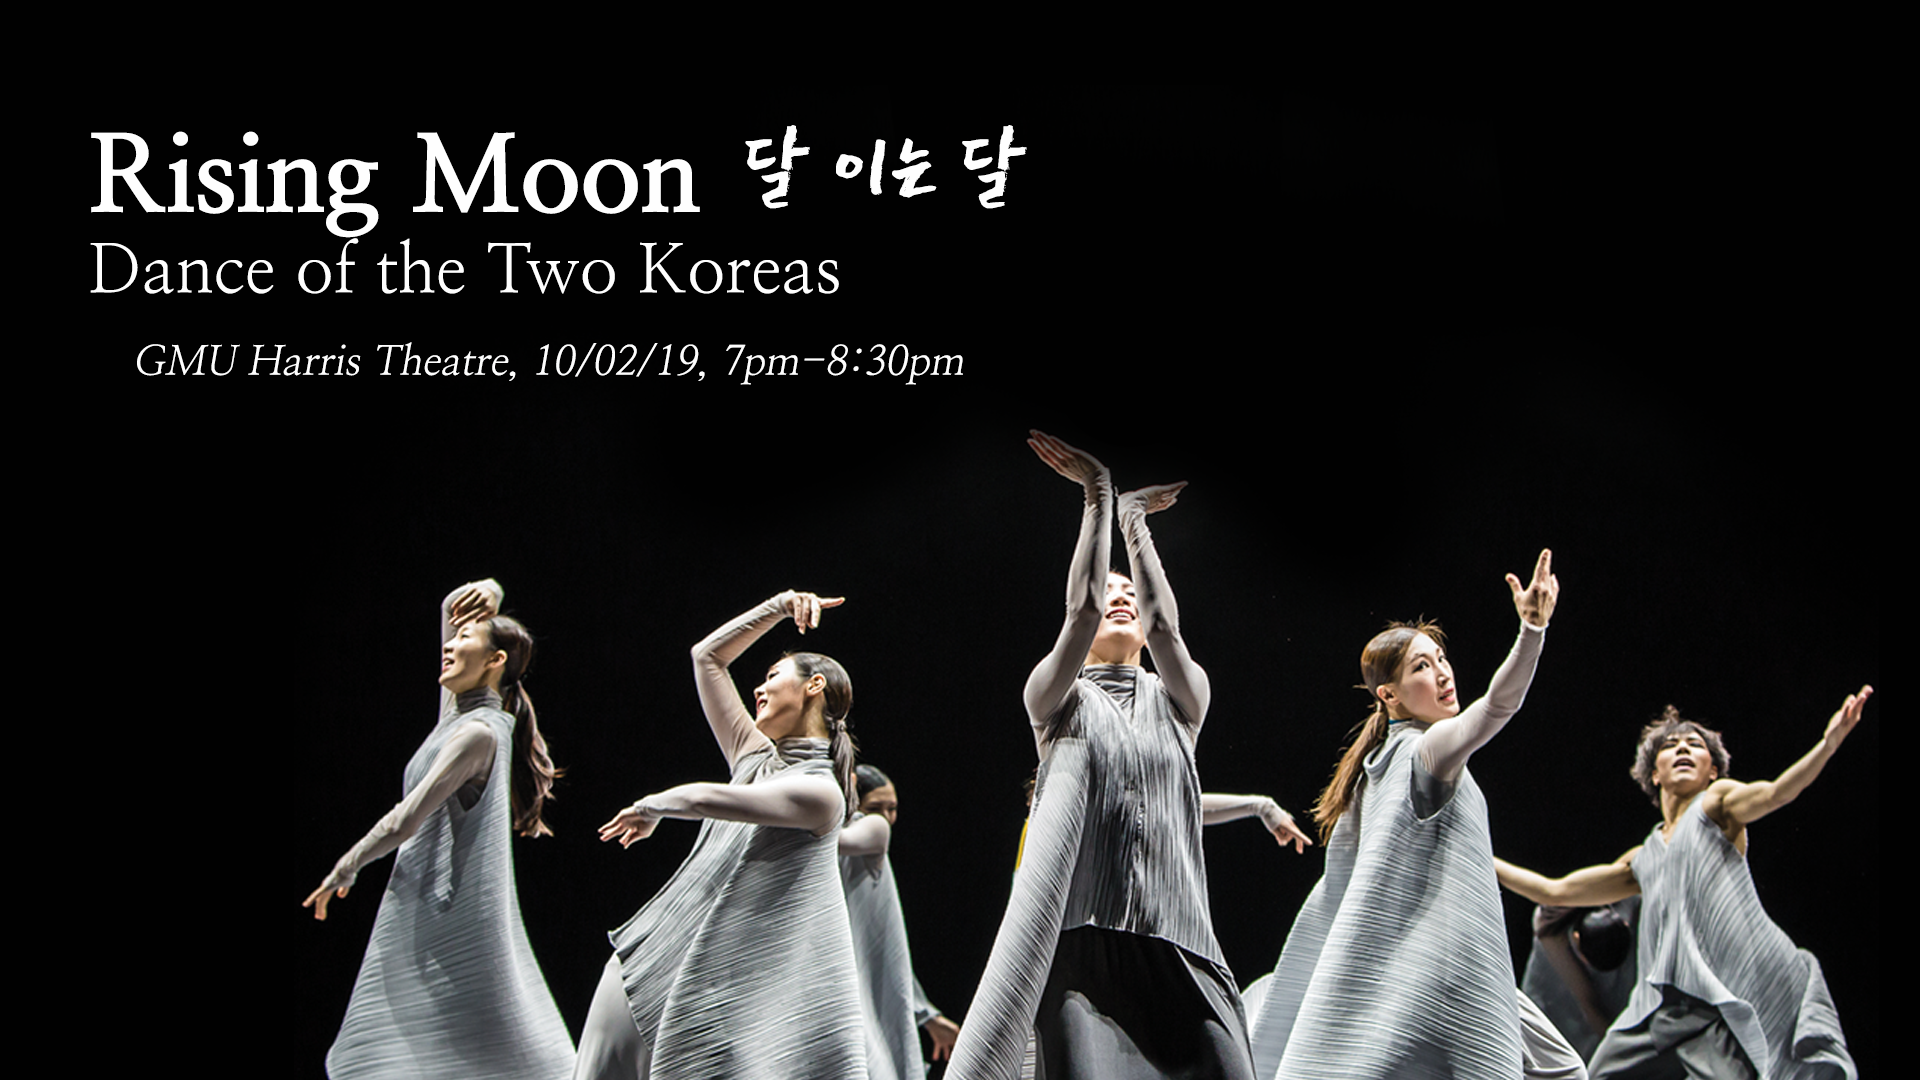 Rising Moon 달 이는 달
Dance of the Two Koreas
GMU Harris Theatre, 10/02/19, 7pm-8:30pm